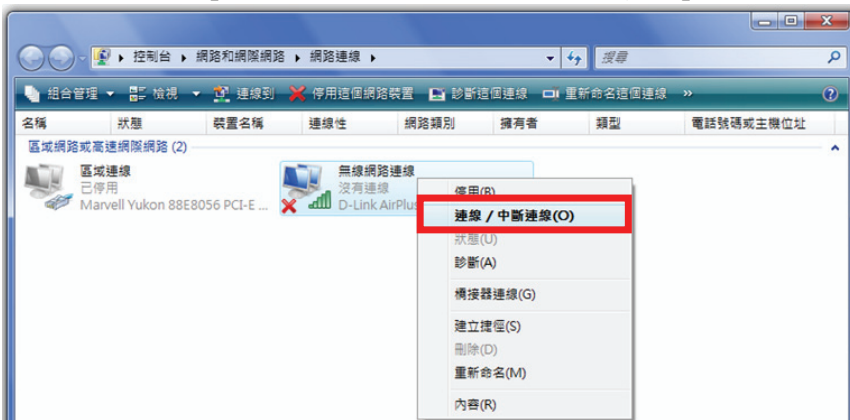 控制台 ▸ 網路和網際網路 ▸ 網路連線 ▸
搜尋
組合管理 檢視 連線到 停用這個網路裝置 診斷這個連線 重新命名這個連線 »
名稱 狀態 裝置名稱 連線性 網路類別 擁有者 類型 電話號碼或主機位址
區域網路或高速網際網路 (2)
區域連線
已停用
Marvell Yukon 88E8056 PCI-E ...
無線網路連線
沒有連線
D-Link AirPlus
停用(B)
連線 / 中斷連線(O)
狀態(U)
診斷(A)
橋接器連線(G)
建立捷徑(S)
刪除(D)
重新命名(M)
內容(R)